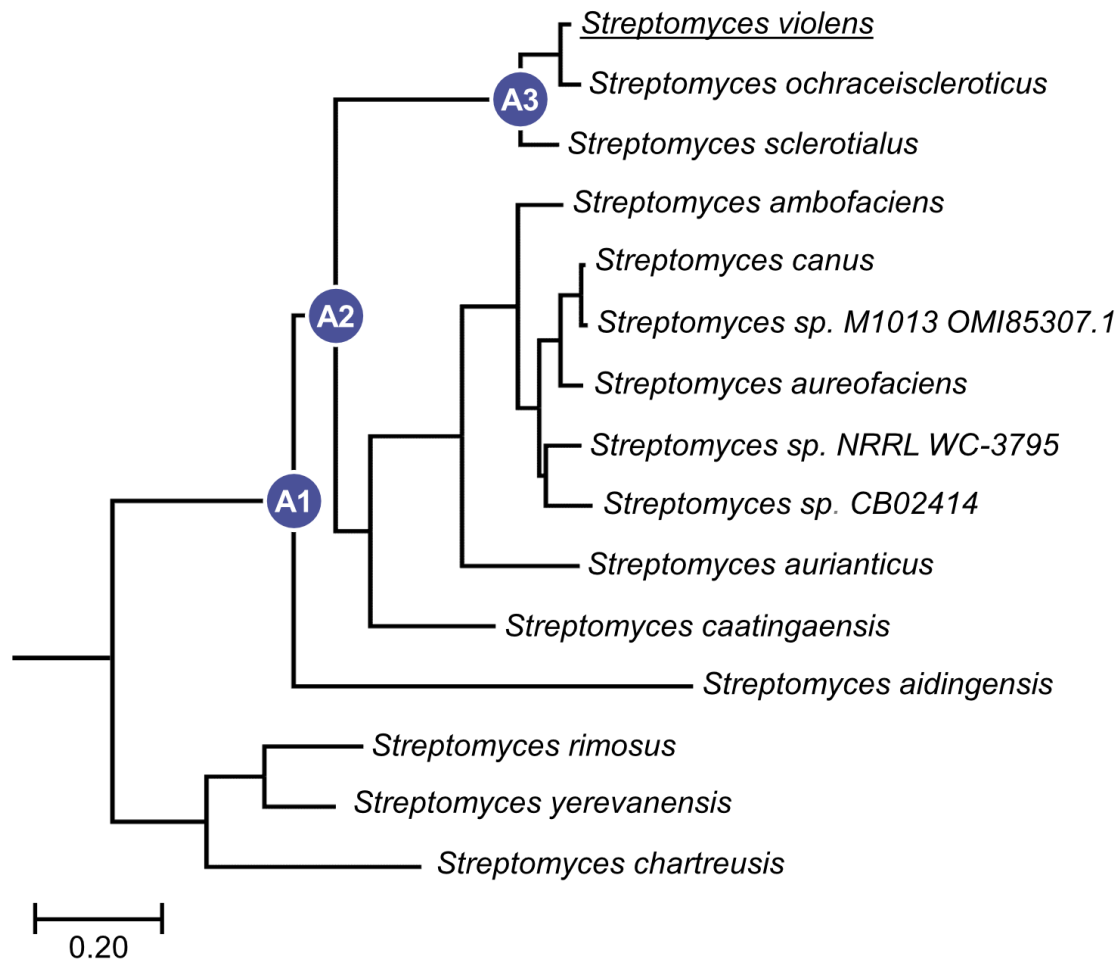 Streptomyces violens
Streptomyces ochraceiscleroticus
A3
Streptomyces sclerotialus
Streptomyces ambofaciens
Streptomyces canus
A2
Streptomyces sp. M1013 OMI85307.1
Streptomyces aureofaciens
Streptomyces sp. NRRL WC-3795
A1
Streptomyces sp. CB02414
Streptomyces aurianticus
Streptomyces caatingaensis
Streptomyces aidingensis
Streptomyces rimosus
Streptomyces yerevanensis
Streptomyces chartreusis
0.20